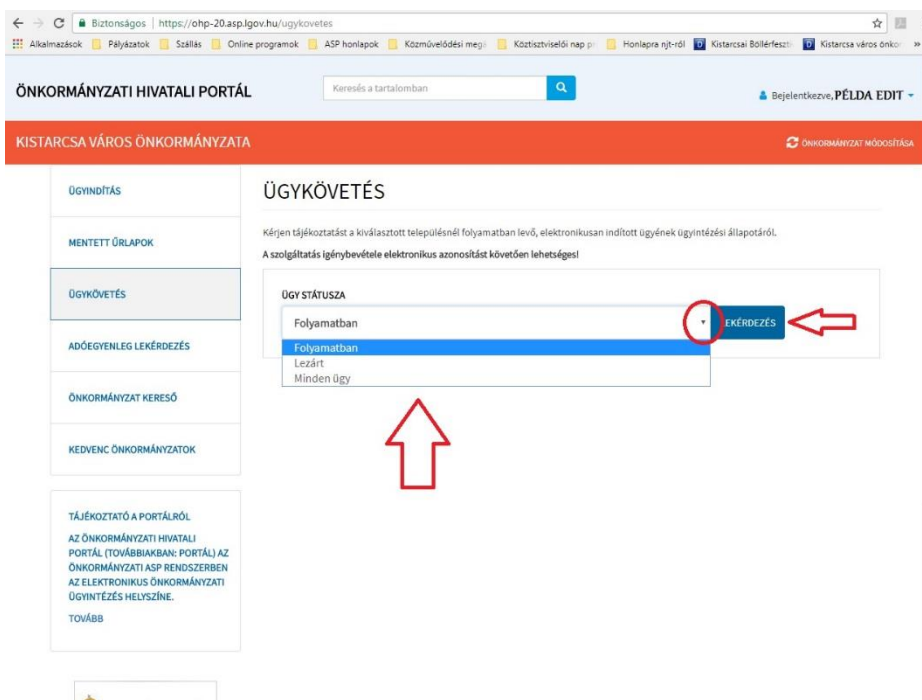 Biztonságos | https://ohp-20.asp.lgov.hu/ugykovetes
Alkalmazások Pályázatok Szállás Online programok ASP honlapok Közművelődési meg Köztisztviselői nap Honlapra njt-ről Kistarcsai Böllérfeszt Kistarcsa város önkor »
ÖNKORMÁNYZATI HIVATALI PORTÁL
Keresés a tartalomban
Bejelentkezve, PÉLDA EDIT
KISTARCSA VÁROS ÖNKORMÁNYZATA
ÖNKORMÁNYZAT MÓDOSÍTÁSA
ÜGYINDÍTÁS
MENTETT ŰRLAPOK
ÜGYKÖVETÉS
ADÓEGYENLEG LEKÉRDEZÉS
ÖNKORMÁNYZAT KERESŐ
KEDVENC ÖNKORMÁNYZATOK
TÁJÉKOZTATÓ A PORTÁLRÓL
AZ ÖNKORMÁNYZATI HIVATALI
PORTÁL (TOVÁBBIAKBAN: PORTÁL) AZ
ÖNKORMÁNYZATI ASP RENDSZERBEN
AZ ELEKTRONIKUS ÖNKORMÁNYZATI
ÜGYINTÉZÉS HELYSZÍNE.
TOVÁBB
ÜGYKÖVETÉS
Kérjen tájékoztatást a kiválasztott településnél folyamatban levő, elektronikusan indított ügyének ügyintézési állapotáról.
A szolgáltatás igénybevétele elektronikus azonosítást követően lehetséges!
ÜGY STÁTUSZA
Folyamatban
EKÉRDEZÉS
Folyamatban
Lezárt
Minden ügy